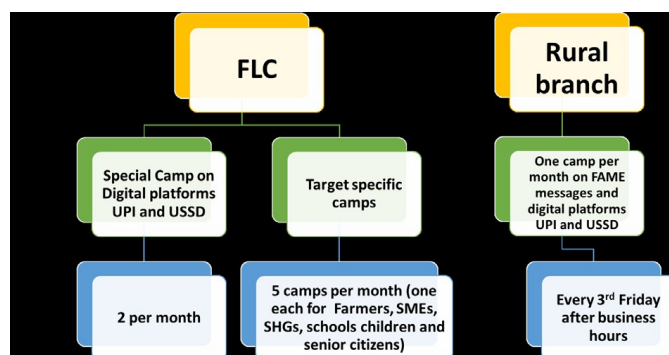 FLC
Rural
branch
Special Camp on
Digital platforms
UPI and USSD
Target specific
camps
One camp per
month on FAME
messages and
digital platforms
UPI and USSD
2 per month
5 camps per month (one
each for Farmers, SMEs,
SHGs, schools children and
senior citizens)
Every 3rd Friday
after business
hours